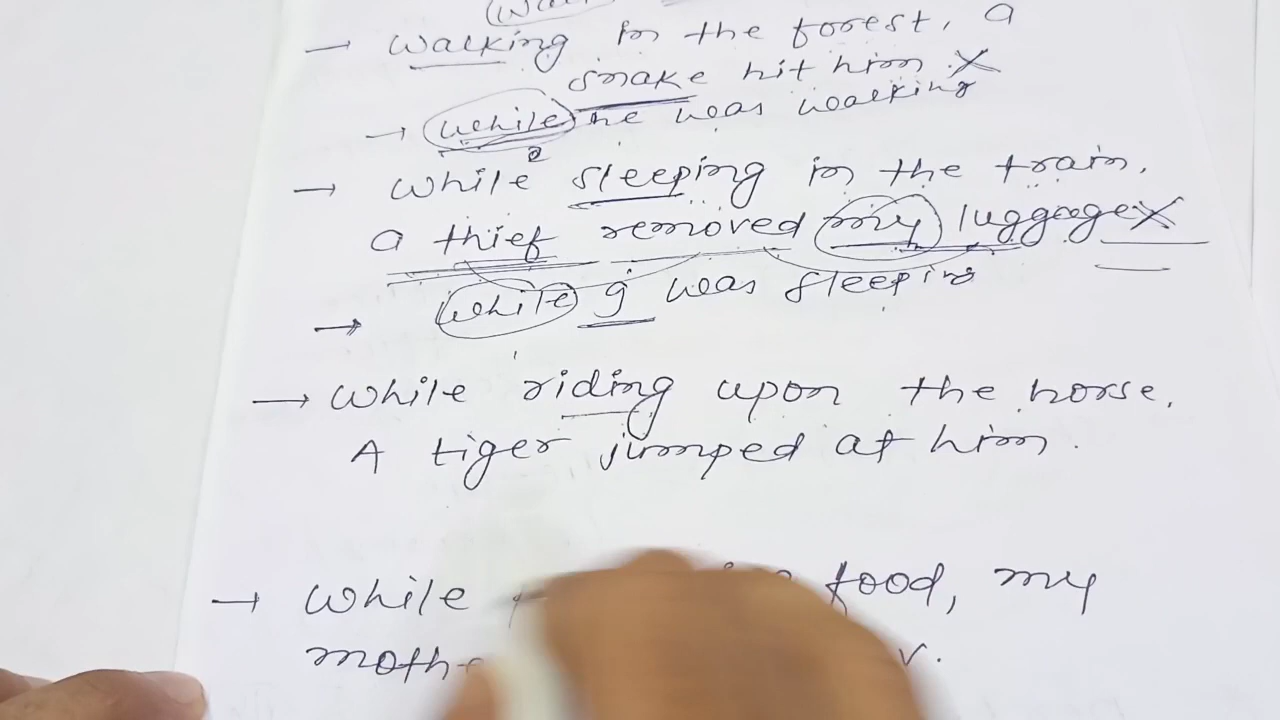 → Walking in the forest, a
snake hit him. X
→ while he was walking
→ While sleeping in the train,
a thief removed my luggage X
→ while I was sleeping
→ While riding upon the horse,
A tiger jumped at him.
→ While food, my